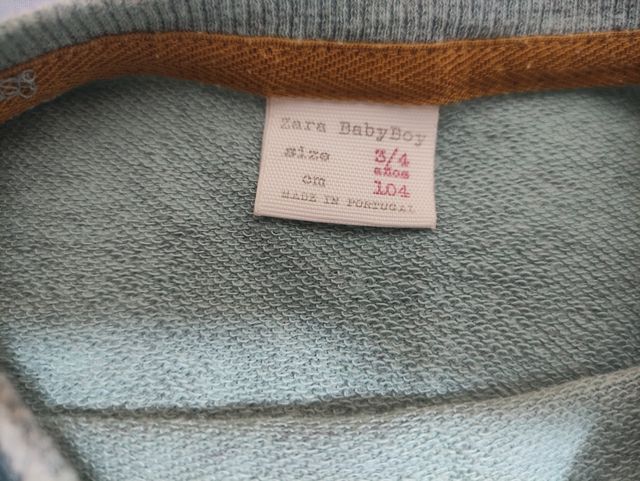 Zara BabyBoy
size 3/4
años
cm 104
MADE IN PORTUGAL